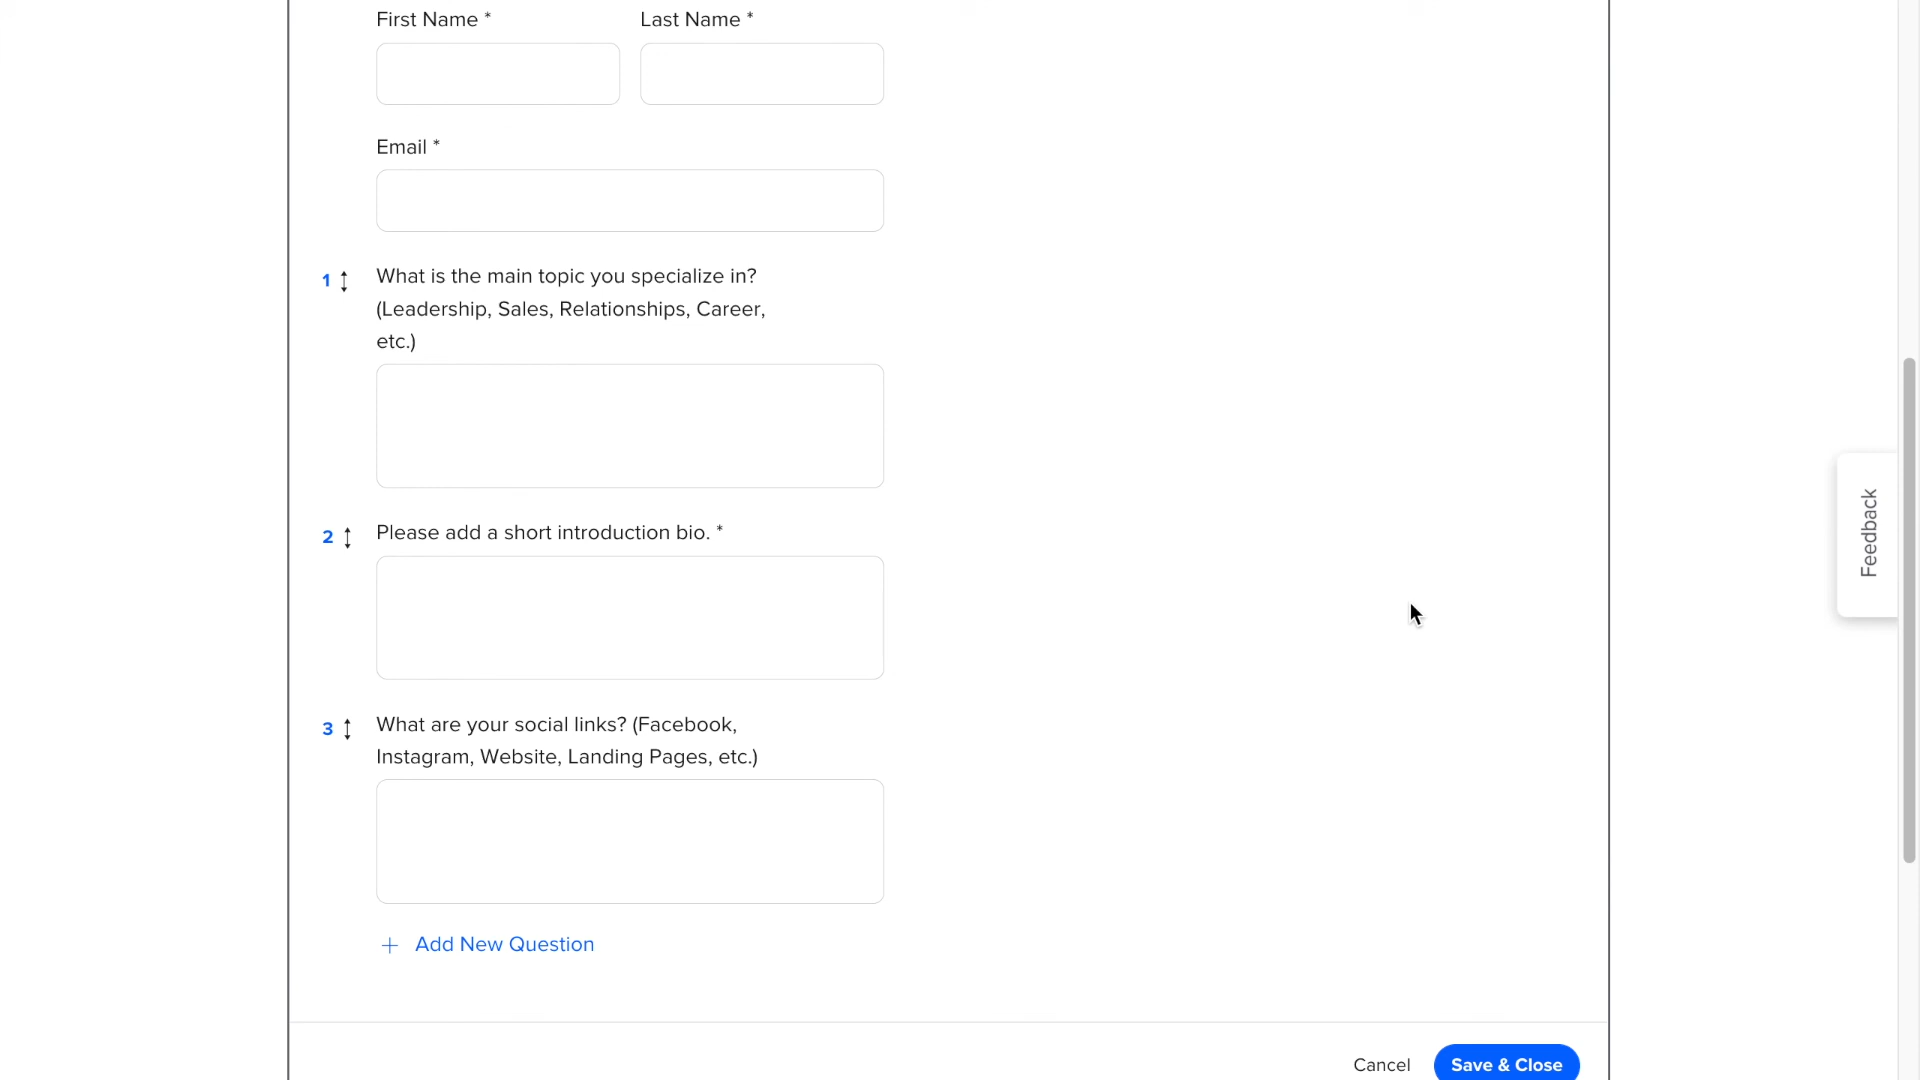 First Name *
Last Name *
Email *
1 What is the main topic you specialize in?
(Leadership, Sales, Relationships, Career,
etc.)
2 Please add a short introduction bio. *
3 What are your social links? (Facebook,
Instagram, Website, Landing Pages, etc.)
+ Add New Question
Feedback
Cancel
Save & Close